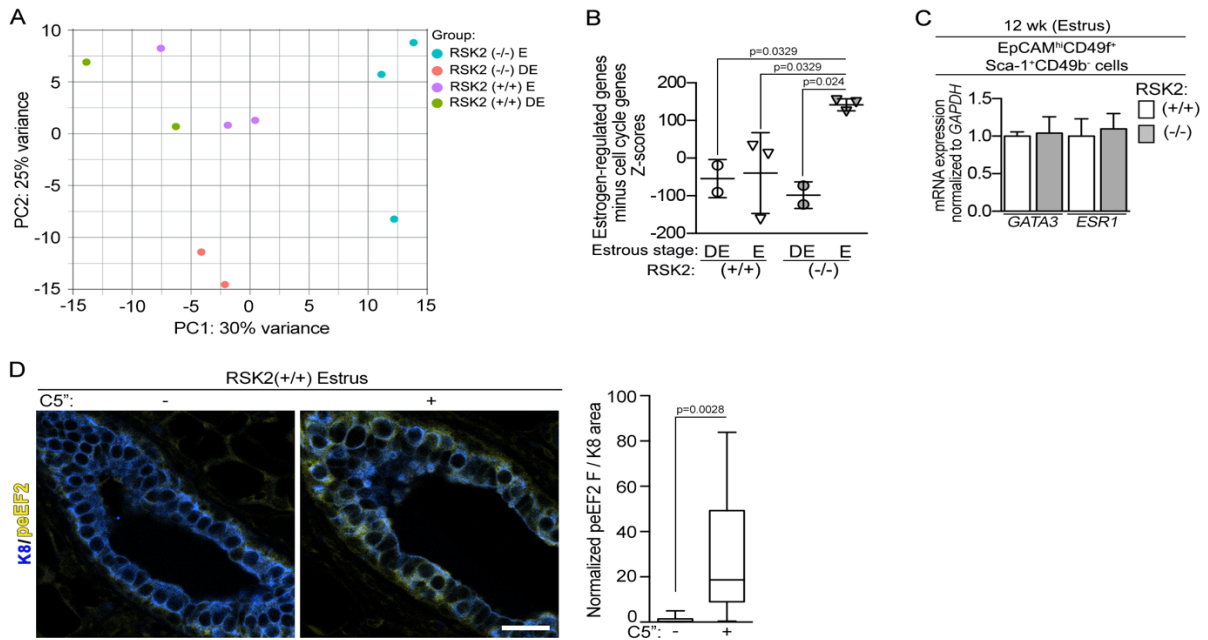 A
10
5
0
-5
-10
-15
-15
-10
-5
0
5
10
15
PC2: 25% variance
PC1: 30% variance
Group:
RSK2 (-/-) E
RSK2 (-/-) DE
RSK2 (+/+) E
RSK2 (+/+) DE
B
p=0.0329
p=0.0329
p=0.024
Estrogen-regulated genes
minus cell cycle genes
Z-scores
200
100
0
-100
-200
Estrous stage: DE E DE E
RSK2: (+/+) (-/-)
C
12 wk (Estrus)
EpCAMhiCD49f+
Sca-1+CD49b- cells
RSK2:
(+/+)
(-/-)
mRNA expression
normalized to GAPDH
1.5
1.0
0.5
0.0
GATA3 ESR1
D
RSK2(+/+) Estrus
C5": - +
K8/peEF2
p=0.0028
Normalized peEF2 F / K8 area
100
80
60
40
20
0
C5": - +